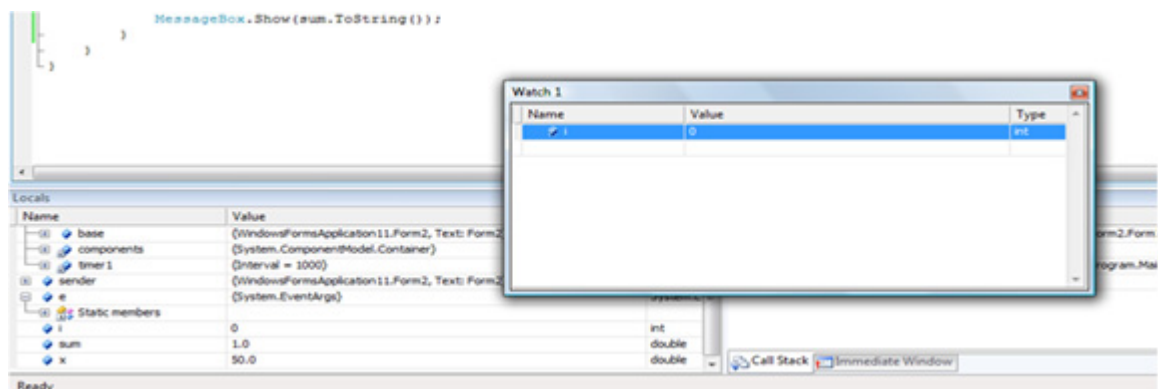 MessageBox.Show(sum.ToString());
}
}
}
Watch 1
Name Value Type
i 0 int
Locals
Name Value
base {WindowsFormsApplication11.Form2, Text: Form2
components {System.ComponentModel.Container}
timer1 {Interval = 1000}
sender {WindowsFormsApplication11.Form2, Text: Form2
e {System.EventArgs}
Static members
i 0 int
sum 1.0 double
x 50.0 double
Call Stack Immediate Window
Ready